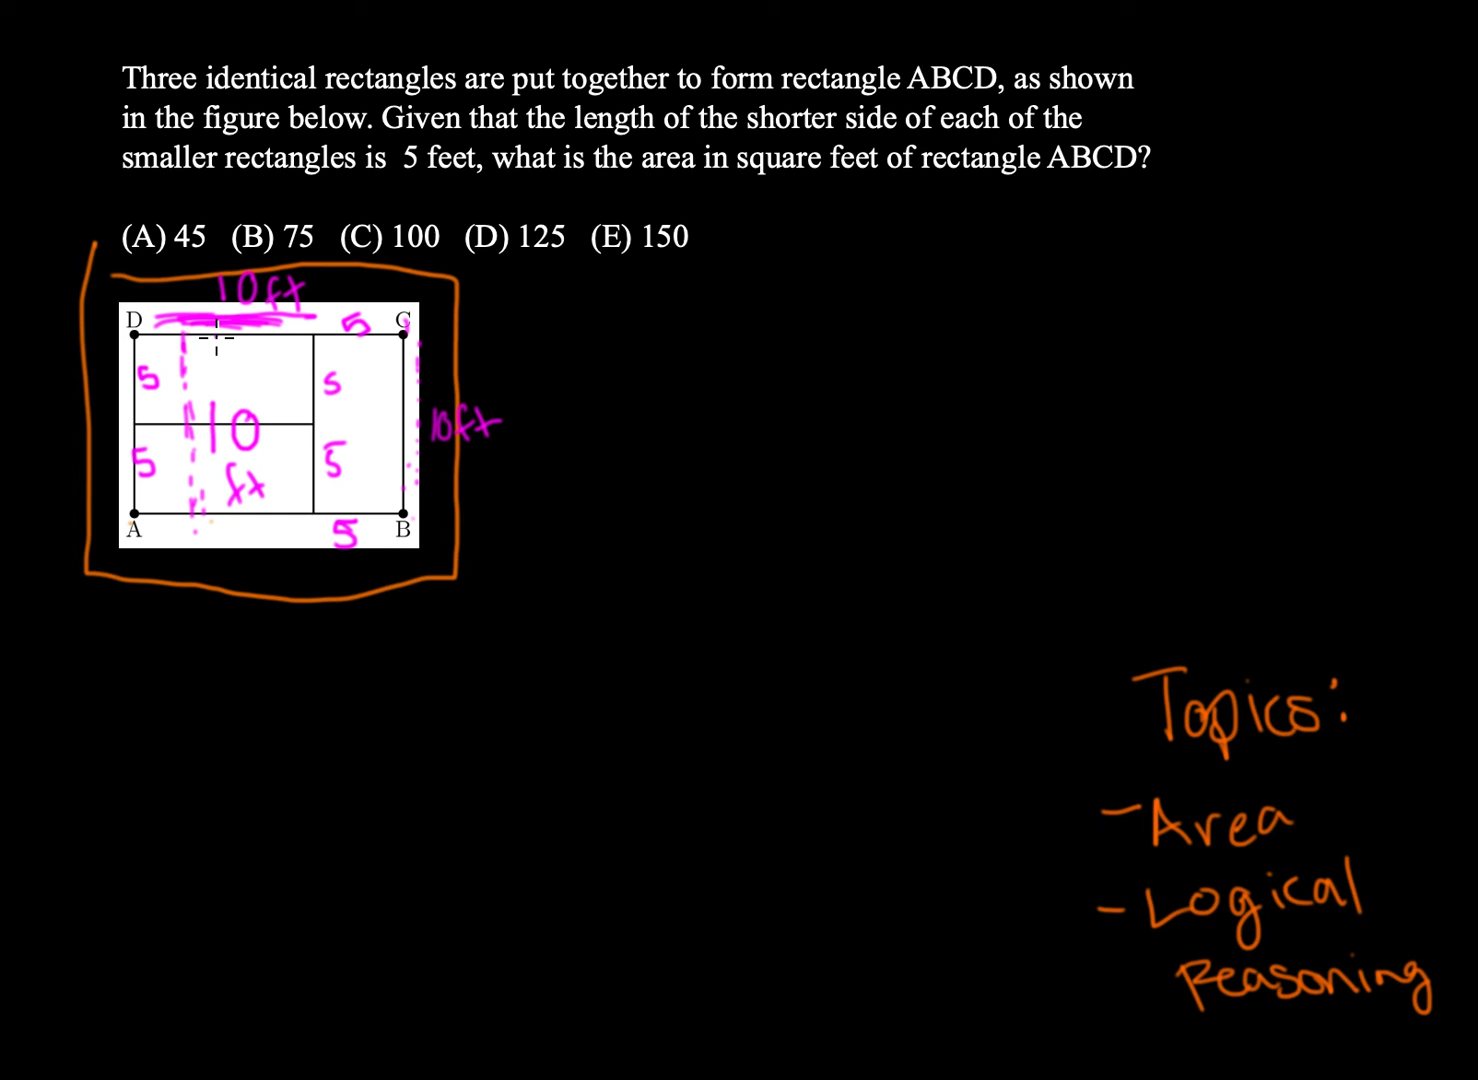 Three identical rectangles are put together to form rectangle ABCD, as shown
in the figure below. Given that the length of the shorter side of each of the
smaller rectangles is 5 feet, what is the area in square feet of rectangle ABCD?
(A) 45 (B) 75 (C) 100 (D) 125 (E) 150
10ft
D 5 C
5 5
10 10ft
5 ft 5
A 5 B
Topics:
- Area
- Logical
Reasoning